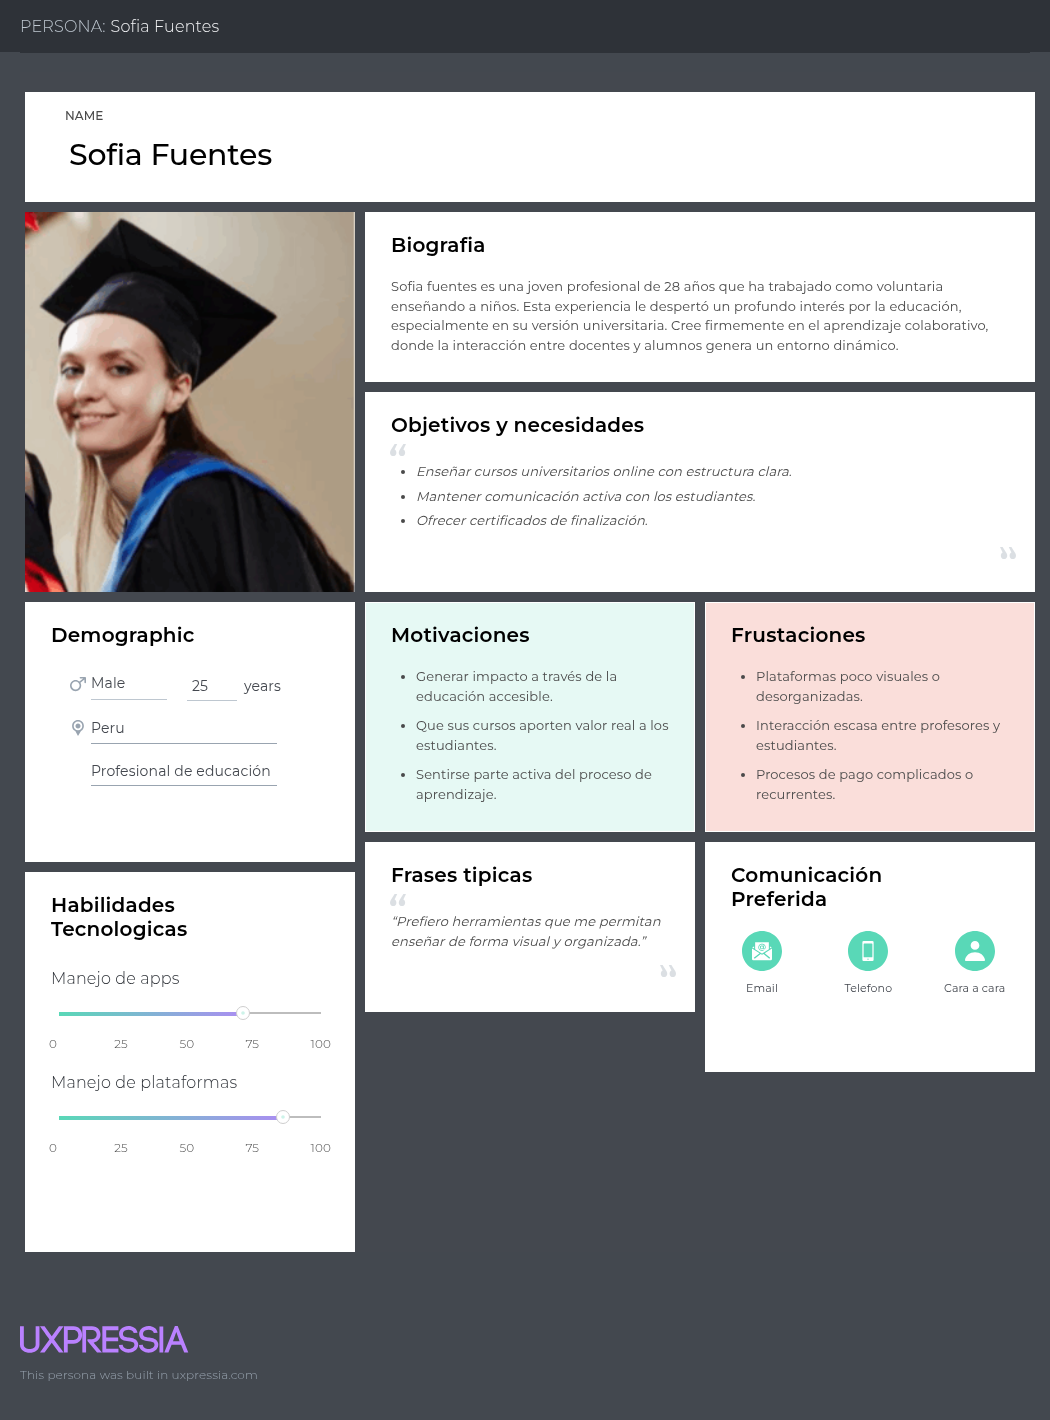 PERSONA: Sofia Fuentes
NAME
Sofia Fuentes
Biografia
Sofia fuentes es una joven profesional de 28 años que ha trabajado como voluntaria
enseñando a niños. Esta experiencia le despertó un profundo interés por la educación,
especialmente en su versión universitaria. Cree firmemente en el aprendizaje colaborativo,
donde la interacción entre docentes y alumnos genera un entorno dinámico.
Objetivos y necesidades
“
• Enseñar cursos universitarios online con estructura clara.
• Mantener comunicación activa con los estudiantes.
• Ofrecer certificados de finalización.
”
Demographic
Male 25 years
Peru
Profesional de educación
Motivaciones
• Generar impacto a través de la
educación accesible.
• Que sus cursos aporten valor real a los
estudiantes.
• Sentirse parte activa del proceso de
aprendizaje.
Frustaciones
• Plataformas poco visuales o
desorganizadas.
• Interacción escasa entre profesores y
estudiantes.
• Procesos de pago complicados o
recurrentes.
Habilidades
Tecnologicas
Manejo de apps
0 25 50 75 100
Manejo de plataformas
0 25 50 75 100
Frases tipicas
“
“Prefiero herramientas que me permitan
enseñar de forma visual y organizada.”
”
Comunicación
Preferida
Email Telefono Cara a cara
UXPRESSIA
This persona was built in uxpressia.com